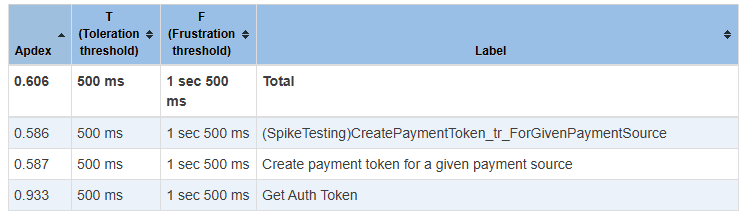 Apdex T (Toleration threshold) F (Frustration threshold) Label
0.606 500 ms 1 sec 500 ms Total
0.586 500 ms 1 sec 500 ms (SpikeTesting)CreatePaymentToken_tr_ForGivenPaymentSource
0.587 500 ms 1 sec 500 ms Create payment token for a given payment source
0.933 500 ms 1 sec 500 ms Get Auth Token